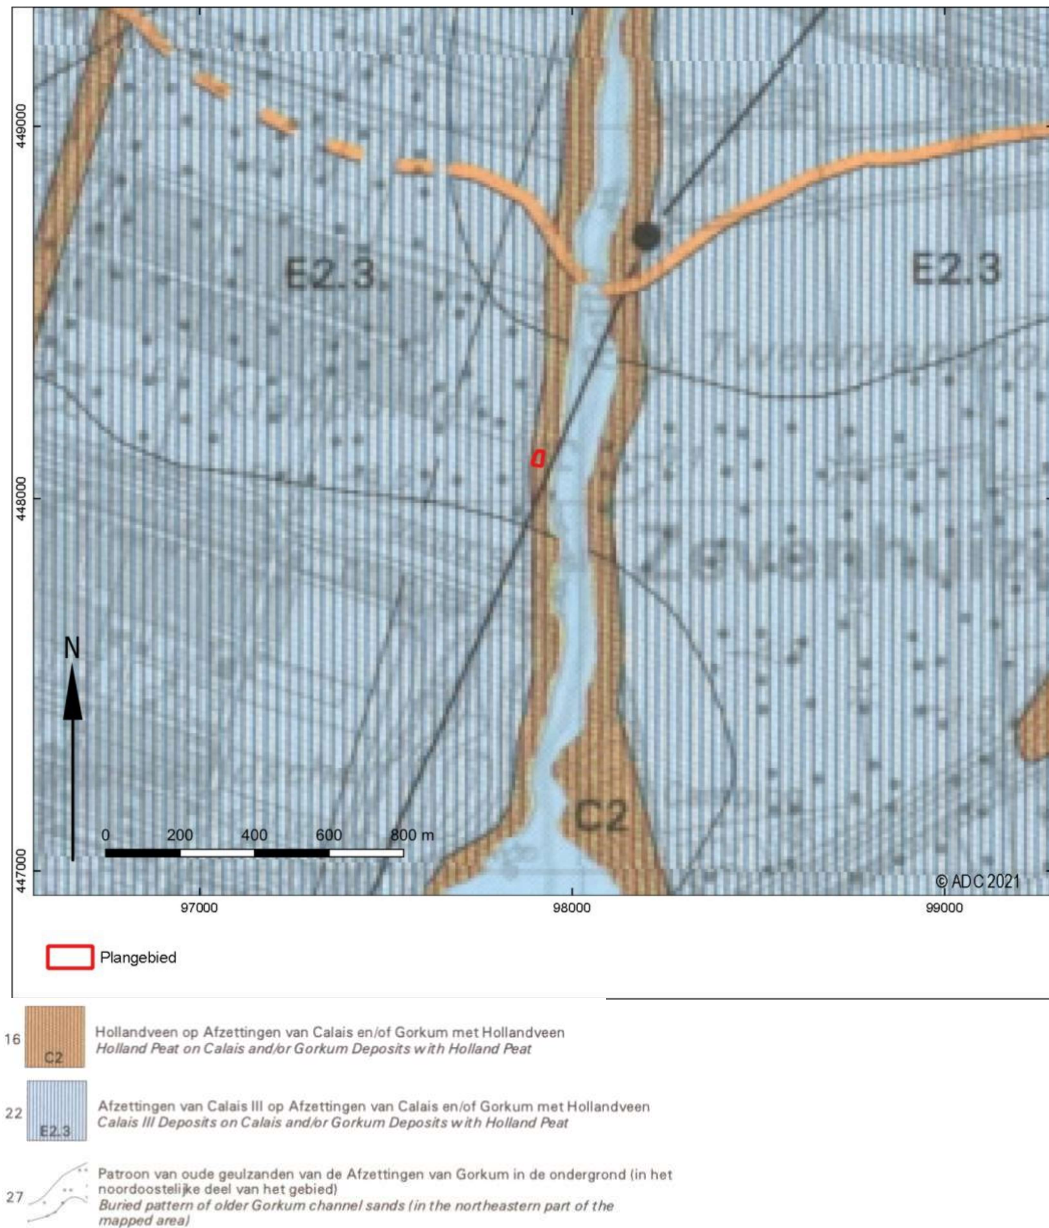 449000
E2.3
E2.3
448000
Zevenhuizen
N
0 200 400 600 800 m
C2
447000
© ADC 2021
97000 98000 99000
Plangebied
16
C2
Hollandveen op Afzettingen van Calais en/of Gorkum met Hollandveen
Holland Peat on Calais and/or Gorkum Deposits with Holland Peat
22
E2.3
Afzettingen van Calais III op Afzettingen van Calais en/of Gorkum met Hollandveen
Calais III Deposits on Calais and/or Gorkum Deposits with Holland Peat
27
Patroon van oude geulzanden van de Afzettingen van Gorkum in de ondergrond (in het
noordoostelijke deel van het gebied)
Buried pattern of older Gorkum channel sands (in the northeastern part of the
mapped area)